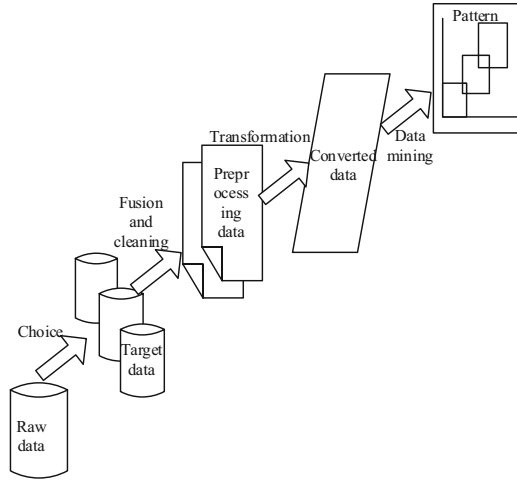 Pattern
Transformation
Converted
data
Data
mining
Prepr
ocess
ing
data
Fusion
and
cleaning
Choice
Target
data
Raw
data